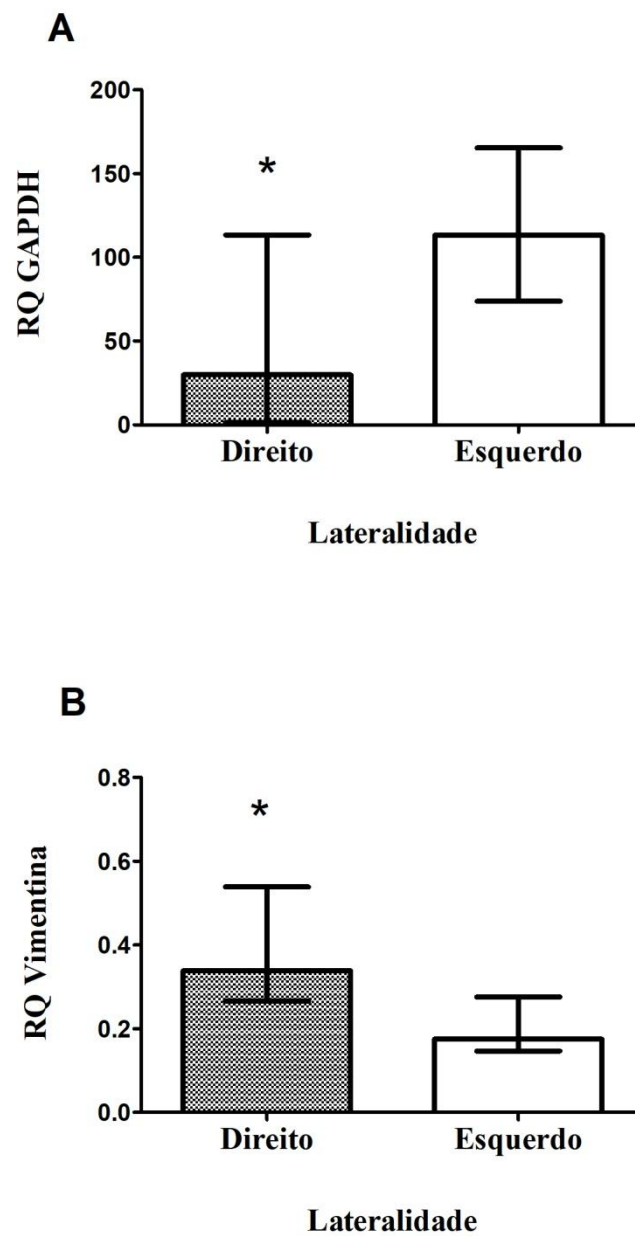 A
RQ GAPDH
200
150
100
50
0
*
Direito Esquerdo
Lateralidade
B
RQ Vimentina
0.8
0.6
0.4
0.2
0.0
*
Direito Esquerdo
Lateralidade